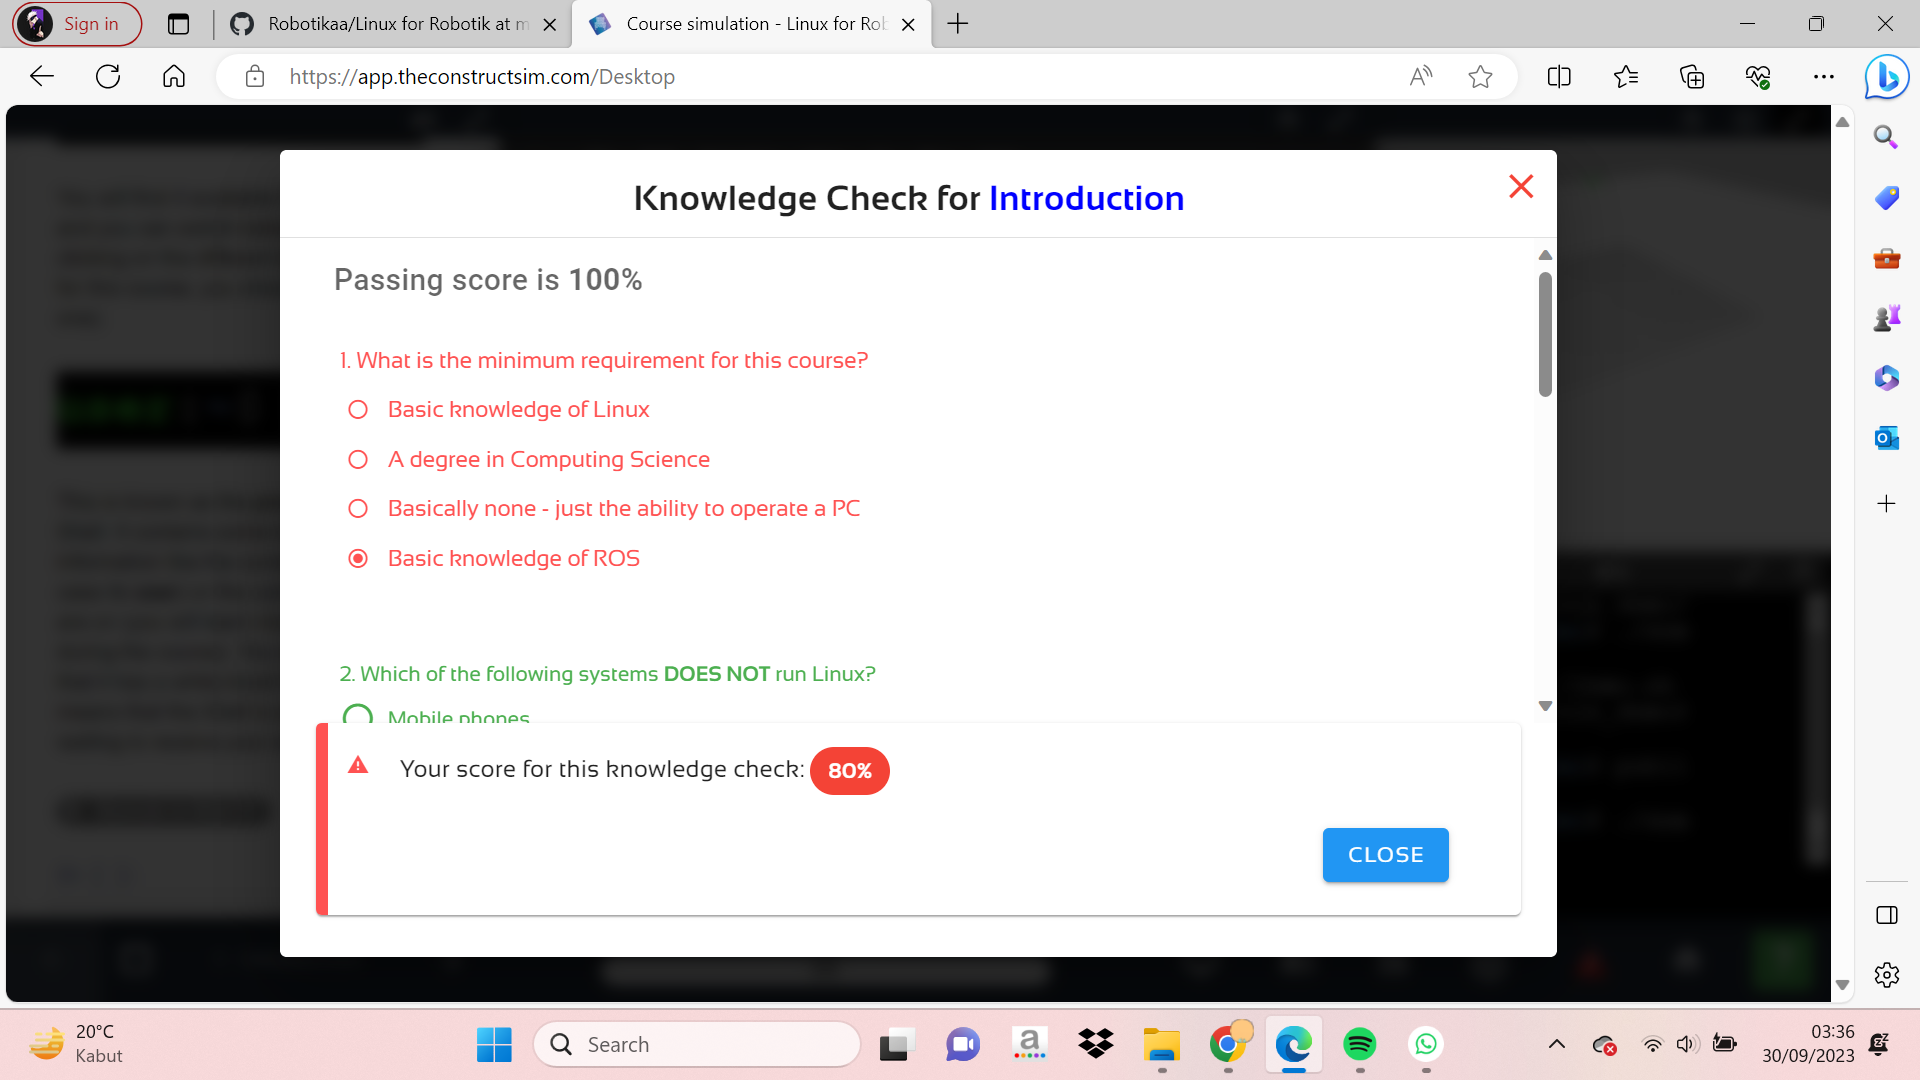 Sign in
Robotikaa/Linux for Robotik at m
Course simulation - Linux for Rob
https://app.theconstructsim.com/Desktop
Knowledge Check for Introduction
Passing score is 100%
1. What is the minimum requirement for this course?
Basic knowledge of Linux
A degree in Computing Science
Basically none - just the ability to operate a PC
Basic knowledge of ROS
2. Which of the following systems DOES NOT run Linux?
Mobile phones
Your score for this knowledge check: 80%
CLOSE
20°C
Kabut
Search
03:36
30/09/2023